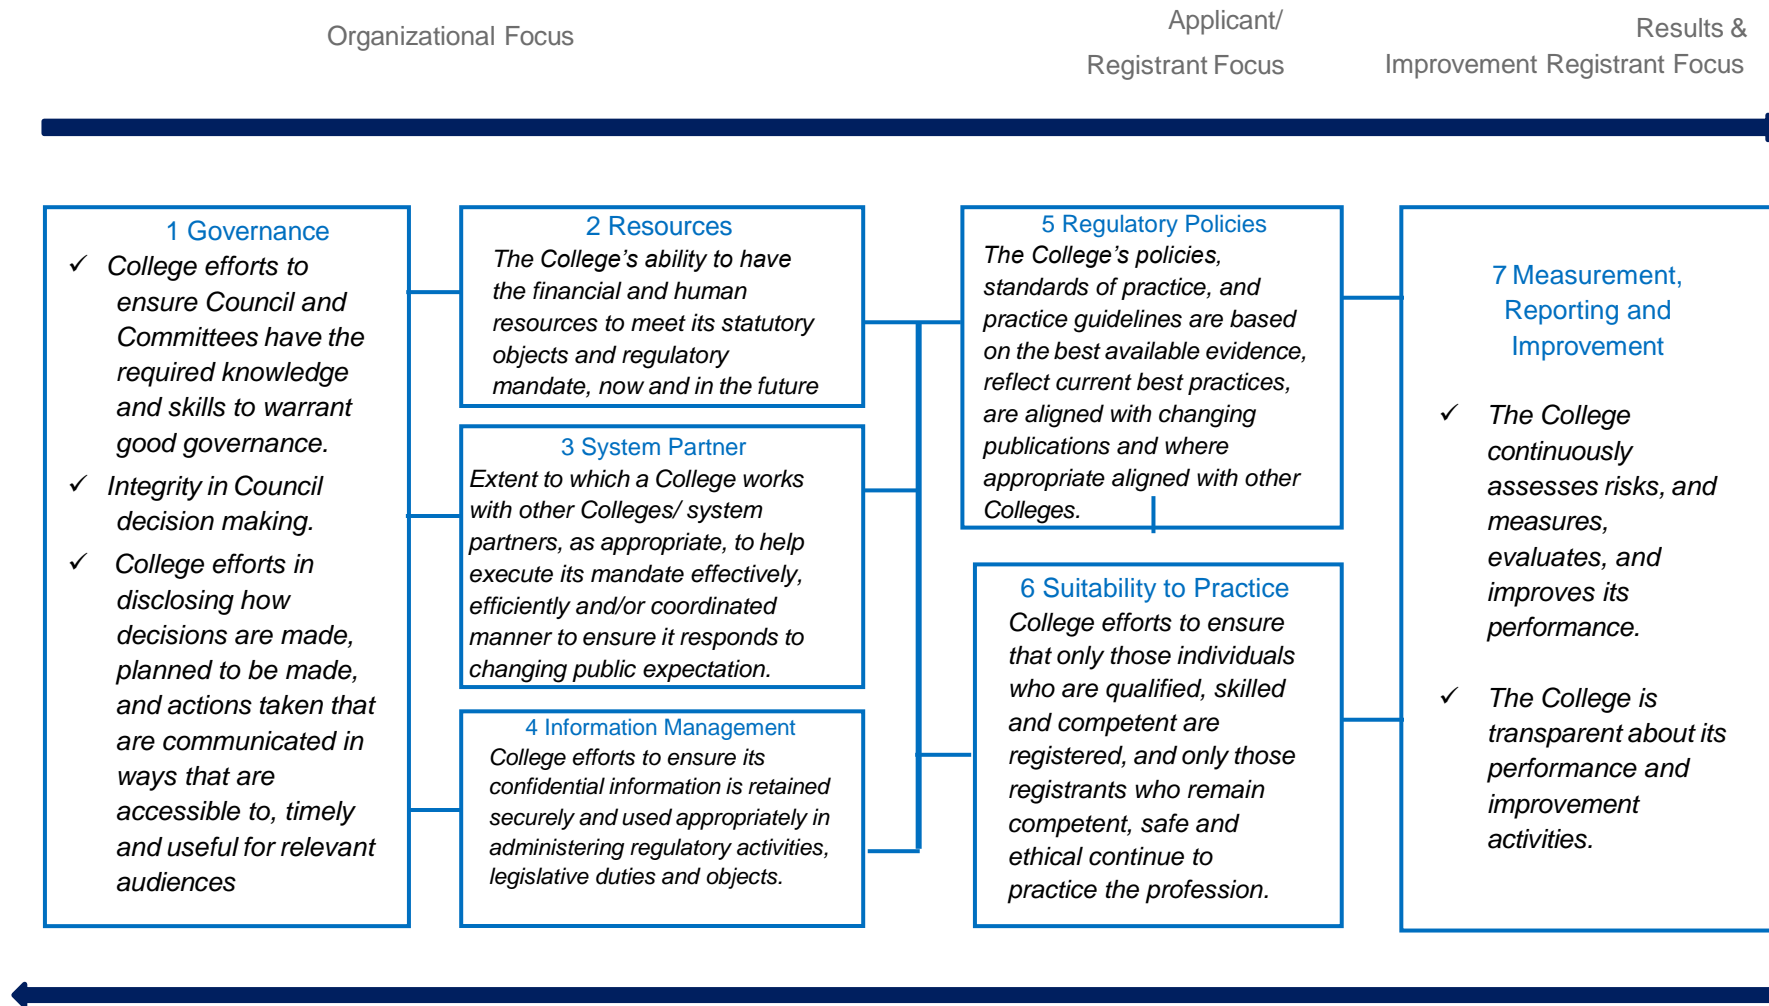 Organizational Focus
Applicant/
Registrant Focus
Results &
Improvement Registrant Focus
1 Governance
✓ College efforts to
ensure Council and
Committees have the
required knowledge
and skills to warrant
good governance.
✓ Integrity in Council
decision making.
✓ College efforts in
disclosing how
decisions are made,
planned to be made,
and actions taken that
are communicated in
ways that are
accessible to, timely
and useful for relevant
audiences
2 Resources
The College’s ability to have
the financial and human
resources to meet its statutory
objects and regulatory
mandate, now and in the future
3 System Partner
Extent to which a College works
with other Colleges/ system
partners, as appropriate, to help
execute its mandate effectively,
efficiently and/or coordinated
manner to ensure it responds to
changing public expectation.
4 Information Management
College efforts to ensure its
confidential information is retained
securely and used appropriately in
administering regulatory activities,
legislative duties and objects.
5 Regulatory Policies
The College’s policies,
standards of practice, and
practice guidelines are based
on the best available evidence,
reflect current best practices,
are aligned with changing
publications and where
appropriate aligned with other
Colleges.
6 Suitability to Practice
College efforts to ensure
that only those individuals
who are qualified, skilled
and competent are
registered, and only those
registrants who remain
competent, safe and
ethical continue to
practice the profession.
7 Measurement,
Reporting and
Improvement
✓ The College
continuously
assesses risks, and
measures,
evaluates, and
improves its
performance.
✓ The College is
transparent about its
performance and
improvement
activities.